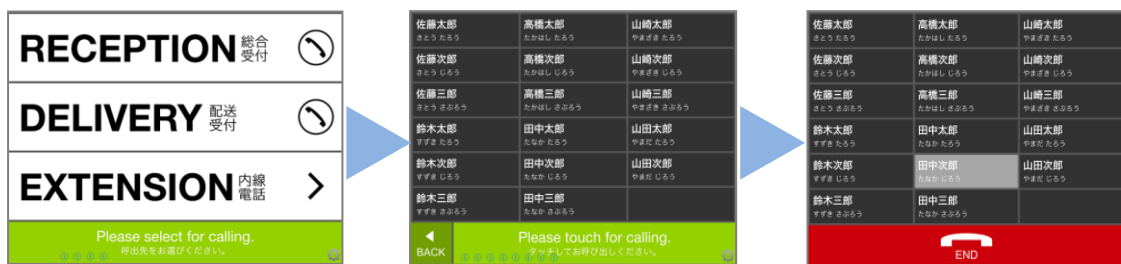 RECEPTION 総合受付
DELIVERY 配送受付
EXTENSION 内線電話
Please select for calling.
呼出先をお選びください。
佐藤太郎 高橋太郎 山崎太郎
さとう たろう たかはし たろう やまざき たろう
佐藤次郎 高橋次郎 山崎次郎
さとう じろう たかはし じろう やまざき じろう
佐藤三郎 高橋三郎 山崎三郎
さとう さぶろう たかはし さぶろう やまざき さぶろう
鈴木太郎 田中太郎 山田太郎
すずき たろう たなか たろう やまだ たろう
鈴木次郎 田中次郎 山田次郎
すずき じろう たなか じろう やまだ じろう
鈴木三郎 田中三郎
すずき さぶろう たなか さぶろう
BACK
Please touch for calling.
タッチしてお呼び出しください。
佐藤太郎 高橋太郎 山崎太郎
さとう たろう たかはし たろう やまざき たろう
佐藤次郎 高橋次郎 山崎次郎
さとう じろう たかはし じろう やまざき じろう
佐藤三郎 高橋三郎 山崎三郎
さとう さぶろう たかはし さぶろう やまざき さぶろう
鈴木太郎 田中太郎 山田太郎
すずき たろう たなか たろう やまだ たろう
鈴木次郎 田中次郎 山田次郎
すずき じろう たなか じろう やまだ じろう
鈴木三郎 田中三郎
すずき さぶろう たなか さぶろう
END